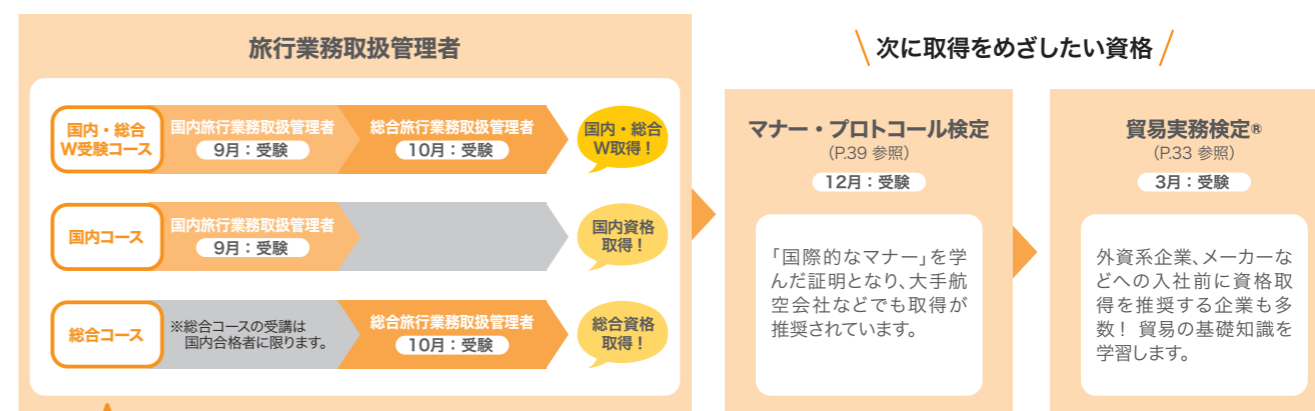 旅行業務取扱管理者
国内・総合
W受験コース
国内旅行業務取扱管理者
9月：受験
総合旅行業務取扱管理者
10月：受験
国内・総合
W取得！
国内コース
国内旅行業務取扱管理者
9月：受験
国内資格
取得！
総合コース
※総合コースの受講は
国内合格者に限ります。
総合旅行業務取扱管理者
10月：受験
総合資格
取得！
次に取得をめざしたい資格
マナー・プロトコール検定
（P.39 参照）
12月：受験
「国際的なマナー」を学
んだ証明となり、大手航
空会社などでも取得が
推奨されています。
貿易実務検定®
（P.33 参照）
3月：受験
外資系企業、メーカーな
どへの入社前に資格取
得を推奨する企業も多
数！ 貿易の基礎知識を
学習します。